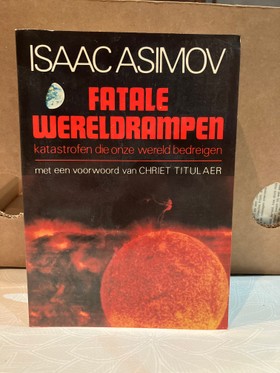 ISAAC ASIMOV
FATALE
WERELDRAMPEN
katastrofen die onze wereld bedreigen
met een voorwoord van CHRIET TITULAER